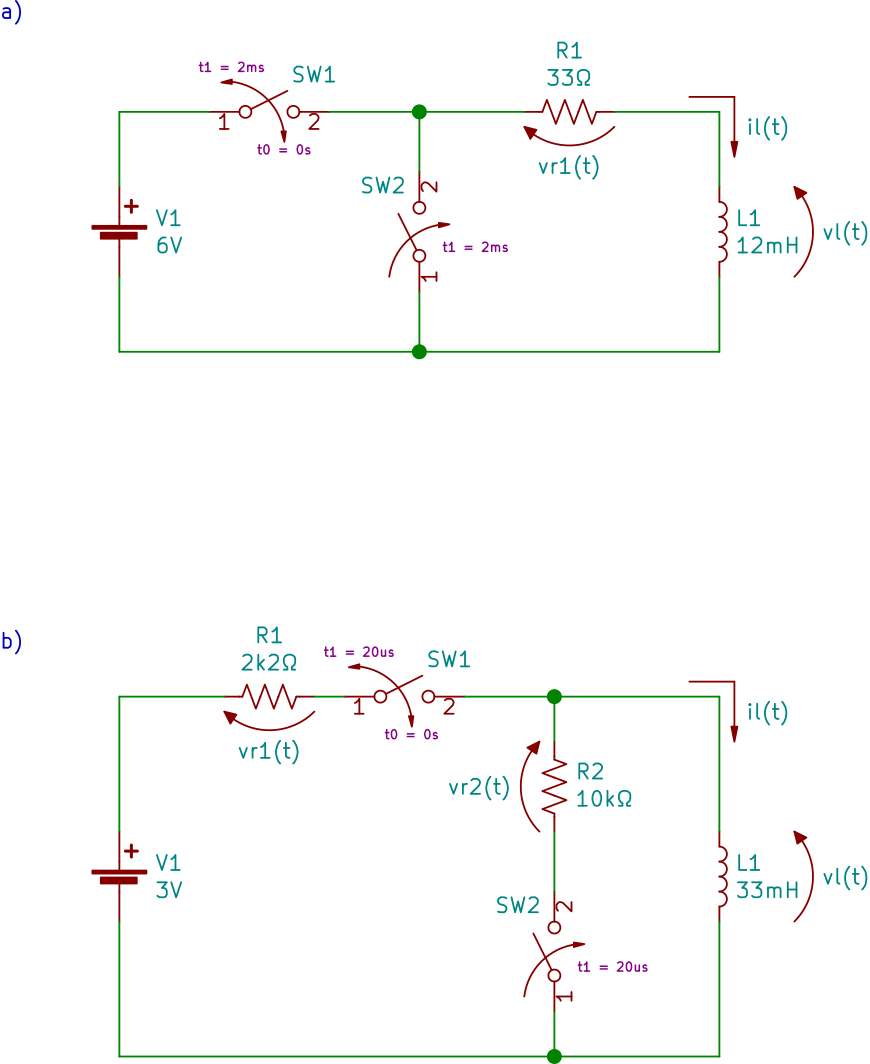 a)
t1 = 2ms
SW1
1
2
t0 = 0s
R1
33Ω
vr1(t)
il(t)
SW2
2
t1 = 2ms
1
+
V1
6V
L1
12mH
vl(t)
b)
R1
2k2Ω
vr1(t)
t1 = 20us
SW1
1
2
t0 = 0s
il(t)
vr2(t)
R2
10kΩ
+
V1
3V
L1
33mH
vl(t)
SW2
2
t1 = 20us
1